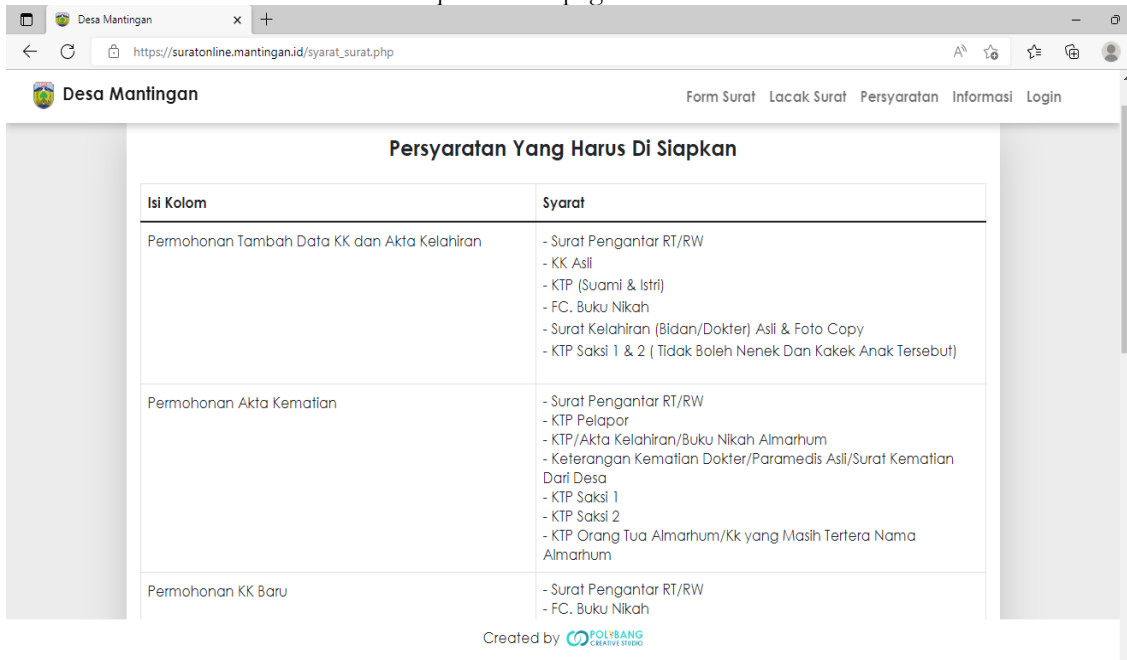 Desa Mantingan
https://suratonline.mantingan.id/syarat_surat.php
Desa Mantingan
Form Surat Lacak Surat Persyaratan Informasi Login
Persyaratan Yang Harus Di Siapkan
Isi Kolom
Syarat
Permohonan Tambah Data KK dan Akta Kelahiran
- Surat Pengantar RT/RW
- KK Asli
- KTP (Suami & Istri)
- FC. Buku Nikah
- Surat Kelahiran (Bidan/Dokter) Asli & Foto Copy
- KTP Saksi 1 & 2 ( Tidak Boleh Nenek Dan Kakek Anak Tersebut)
Permohonan Akta Kematian
- Surat Pengantar RT/RW
- KTP Pelapor
- KTP/Akta Kelahiran/Buku Nikah Almarhum
- Keterangan Kematian Dokter/Paramedis Asli/Surat Kematian
Dari Desa
- KTP Saksi 1
- KTP Saksi 2
- KTP Orang Tua Almarhum/Kk yang Masih Tertera Nama
Almarhum
Permohonan KK Baru
- Surat Pengantar RT/RW
- FC. Buku Nikah
Created by POLYBANG
CREATIVE STUDIO